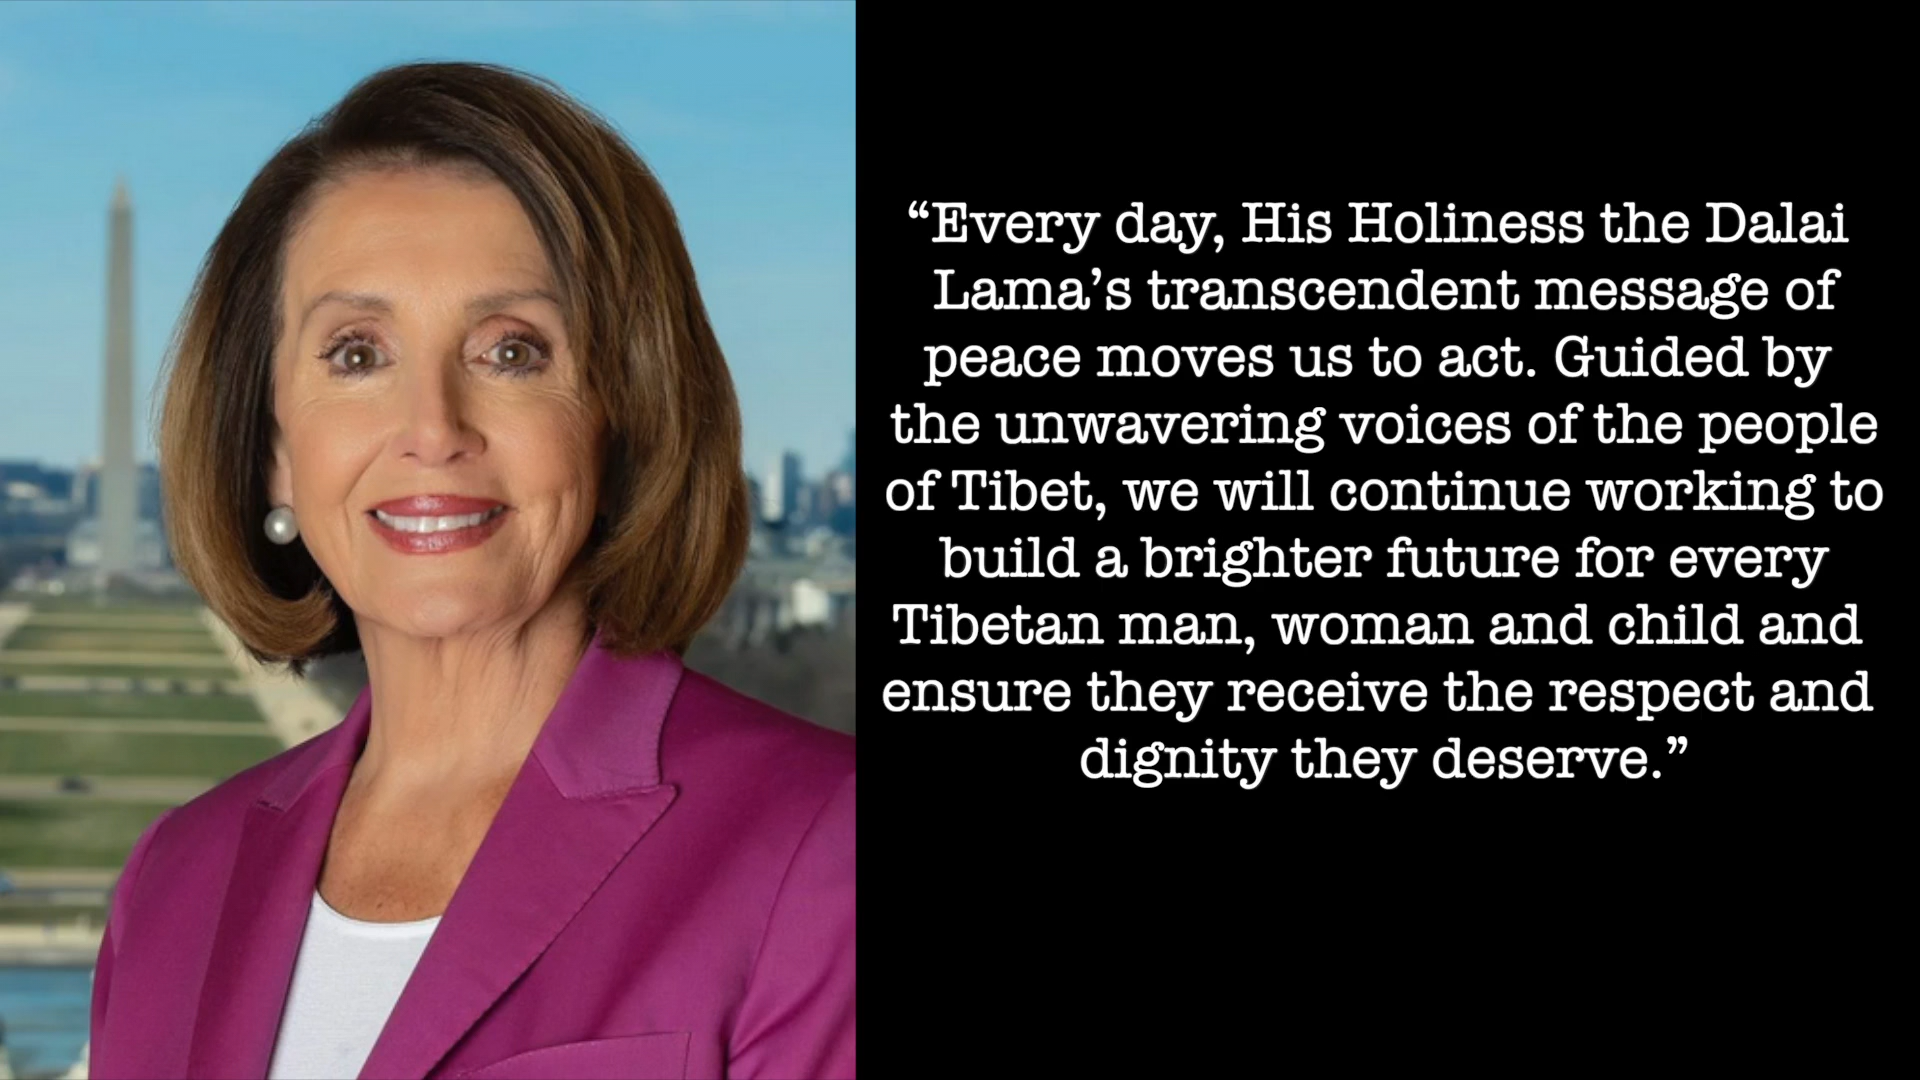 “Every day, His Holiness the Dalai
Lama’s transcendent message of
peace moves us to act. Guided by
the unwavering voices of the people
of Tibet, we will continue working to
build a brighter future for every
Tibetan man, woman and child and
ensure they receive the respect and
dignity they deserve.”